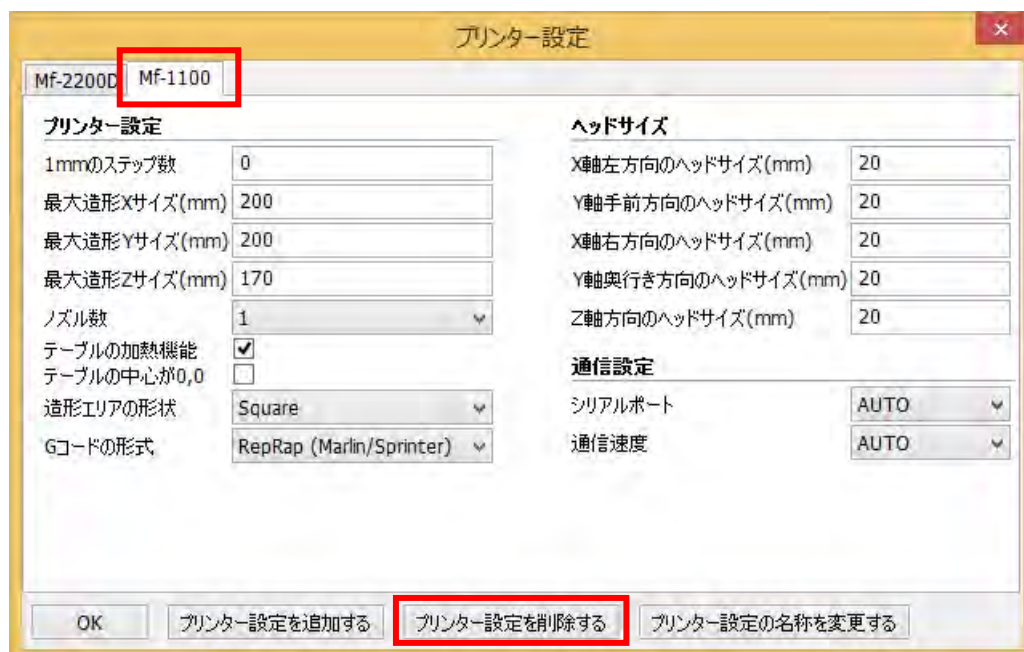 プリンター設定
Mf-2200D Mf-1100
プリンター設定
1mmのステップ数 0
最大造形Xサイズ(mm) 200
最大造形Yサイズ(mm) 200
最大造形Zサイズ(mm) 170
ノズル数 1
テーブルの加熱機能
テーブルの中心が0,0
造形エリアの形状 Square
Gコードの形式 RepRap (Marlin/Sprinter)
ヘッドサイズ
X軸左方向のヘッドサイズ(mm) 20
Y軸手前方向のヘッドサイズ(mm) 20
X軸右方向のヘッドサイズ(mm) 20
Y軸奥行き方向のヘッドサイズ(mm) 20
Z軸方向のヘッドサイズ(mm) 20
通信設定
シリアルポート AUTO
通信速度 AUTO
OK プリンター設定を追加する プリンター設定を削除する プリンター設定の名称を変更する